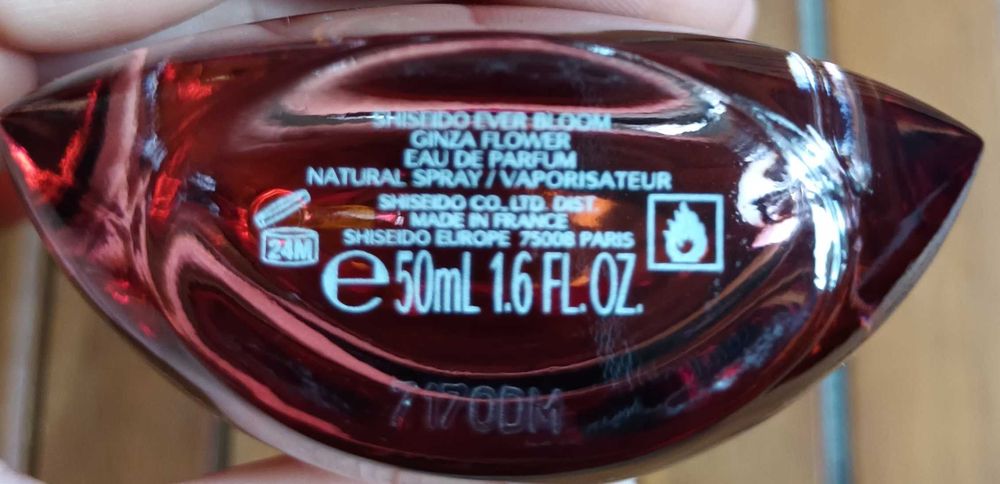 SHISEIDO EVER BLOOM
GINZA FLOWER
EAU DE PARFUM
NATURAL SPRAY / VAPORISATEUR
SHISEIDO CO., LTD. DIST.
MADE IN FRANCE
SHISEIDO EUROPE 75008 PARIS
24M
e 50mL 1.6 FL. OZ.
7170DM